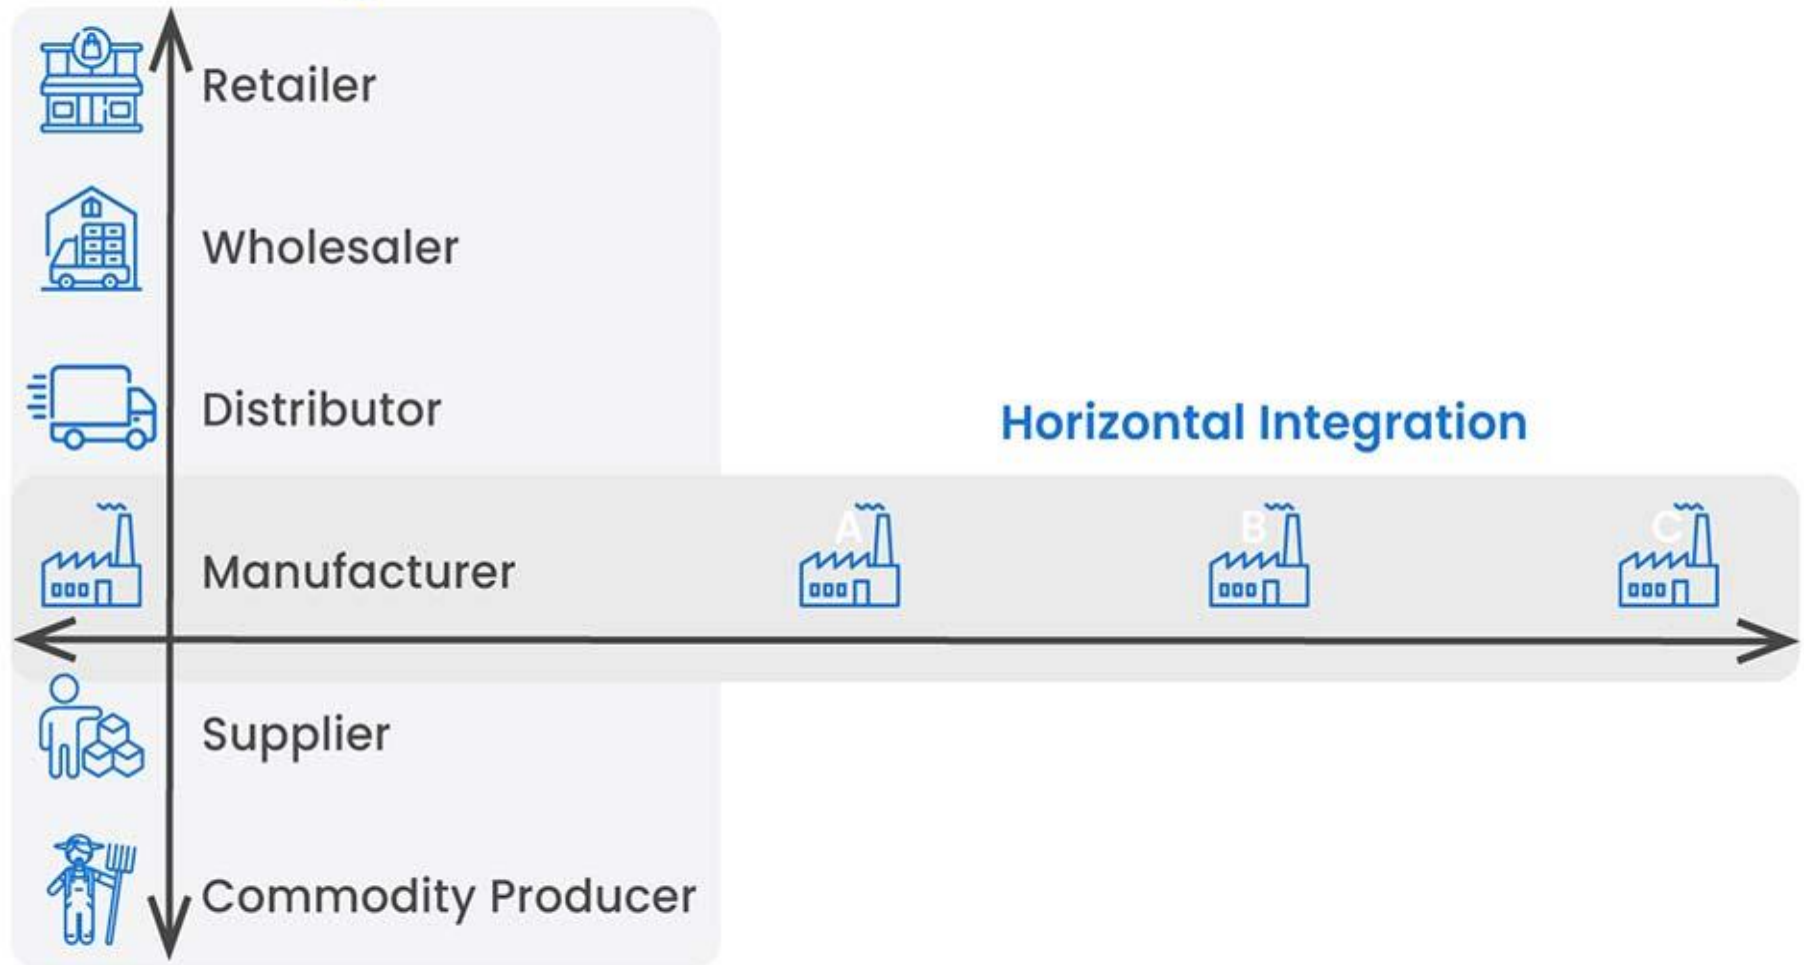 Retailer
Wholesaler
Distributor
Horizontal Integration
A
B
C
Manufacturer
Supplier
Commodity Producer